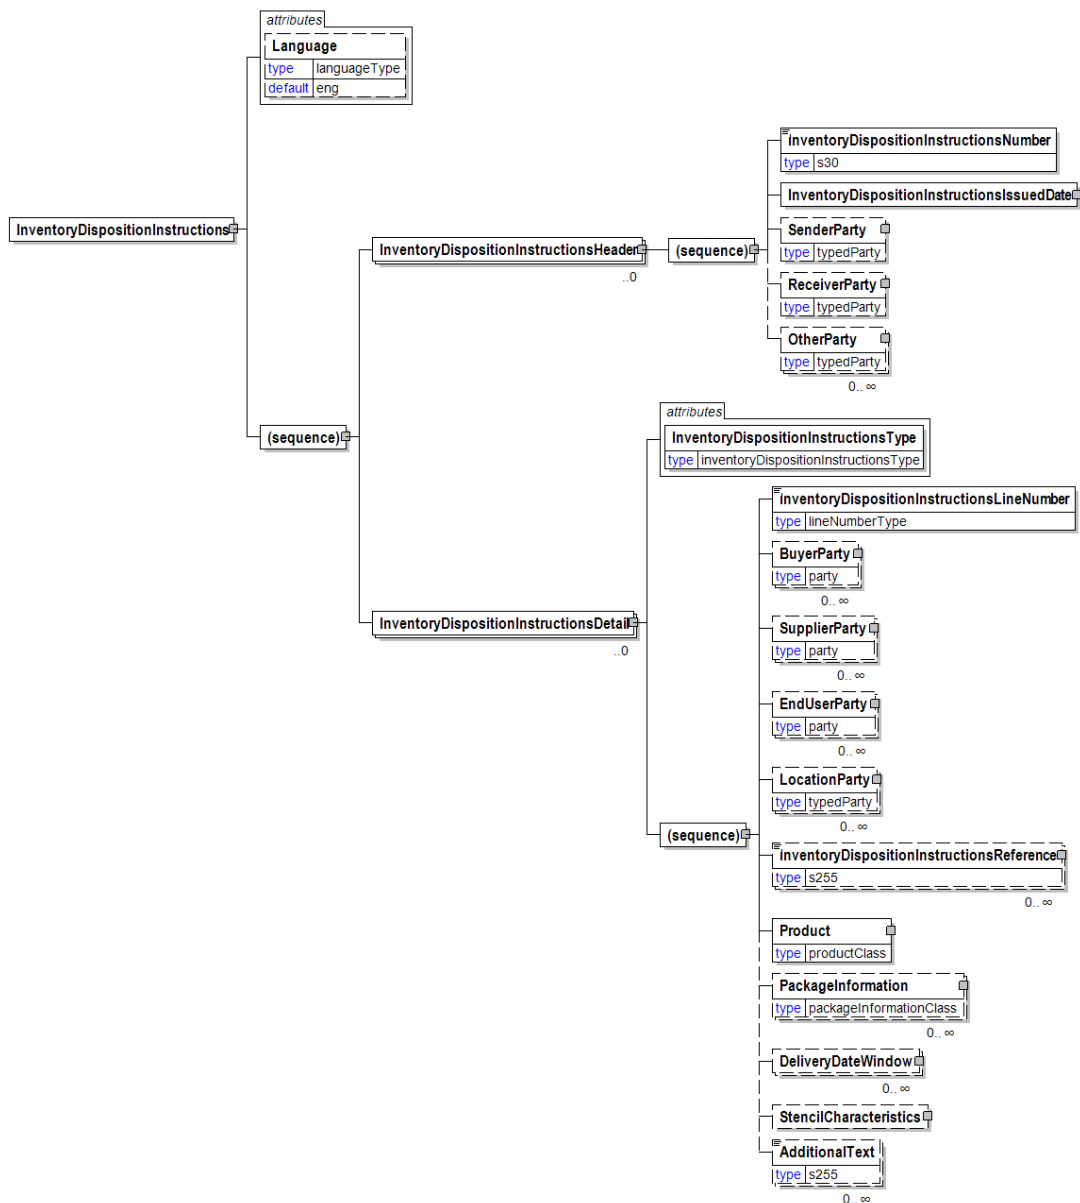 attributes
Language
type languageType
default eng
InventoryDispositionInstructionsNumber
type s30
InventoryDispositionInstructionsIssuedDate
InventoryDispositionInstructions
SenderParty
type typedParty
InventoryDispositionInstructionsHeader
(sequence)
..0
ReceiverParty
type typedParty
OtherParty
type typedParty
0.. ∞
attributes
InventoryDispositionInstructionsType
type inventoryDispositionInstructionsType
(sequence)
InventoryDispositionInstructionsLineNumber
type lineNumberType
BuyerParty
type party
0.. ∞
InventoryDispositionInstructionsDetail
..0
SupplierParty
type party
0.. ∞
EndUserParty
type party
0.. ∞
LocationParty
type typedParty
0.. ∞
(sequence)
InventoryDispositionInstructionsReference
type s255
0.. ∞
Product
type productClass
PackageInformation
type packageInformationClass
0.. ∞
DeliveryDateWindow
0.. ∞
StencilCharacteristics
AdditionalText
type s255
0.. ∞